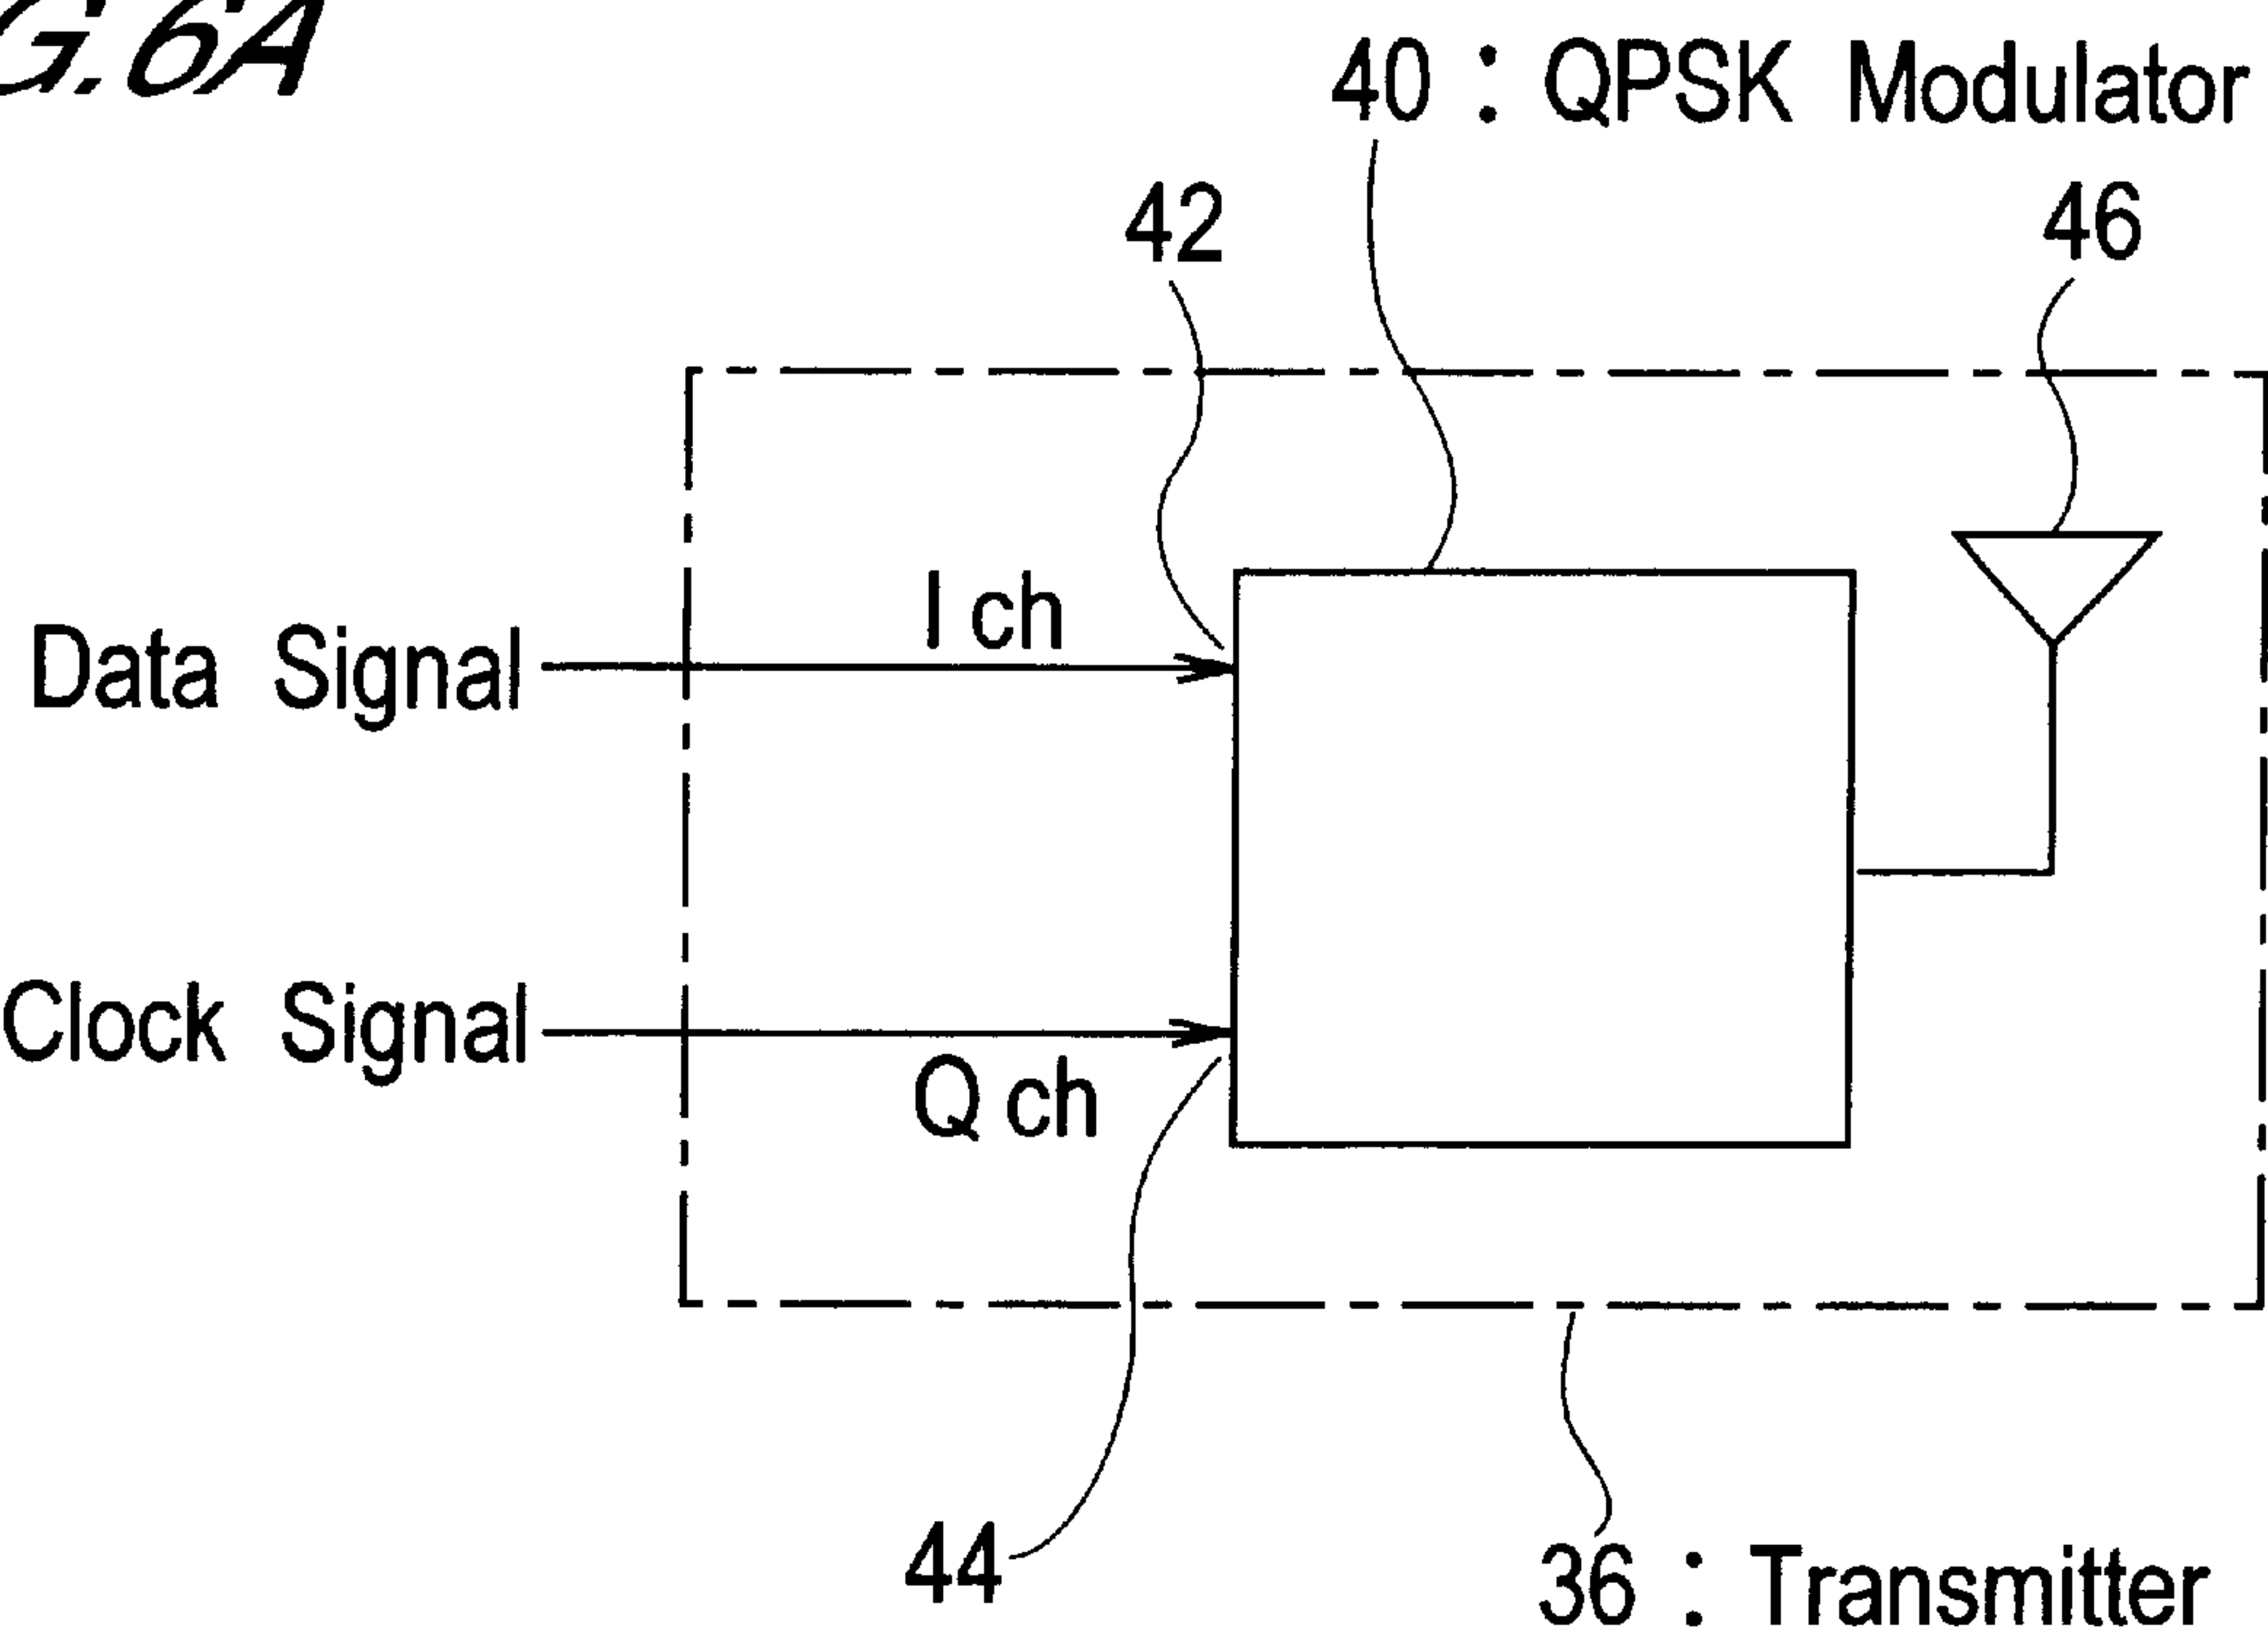 G.6A
40 : QPSK Modulator
42
46
I ch
Data Signal
Clock Signal
Q ch
44
36 : Transmitter